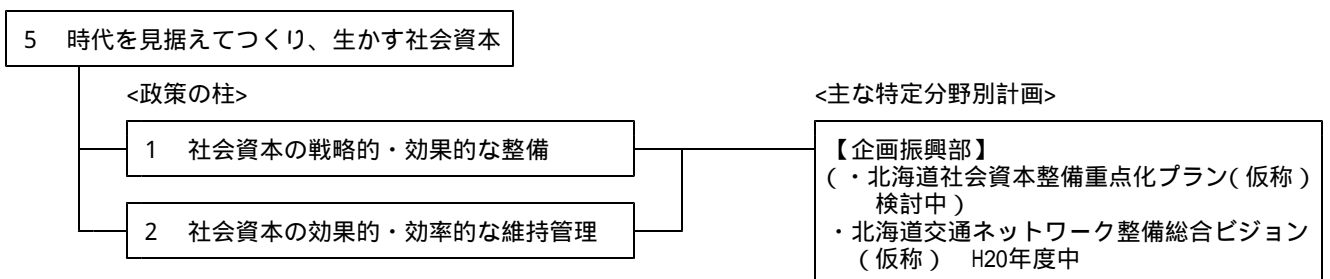 5　時代を見据えてつくり、生かす社会資本
<政策の柱>
<主な特定分野別計画>
1　社会資本の戦略的・効果的な整備
2　社会資本の効果的・効率的な維持管理
【企画振興部】
(・北海道社会資本整備重点化プラン(仮称)
検討中)
・北海道交通ネットワーク整備総合ビジョン
(仮称)　H20年度中